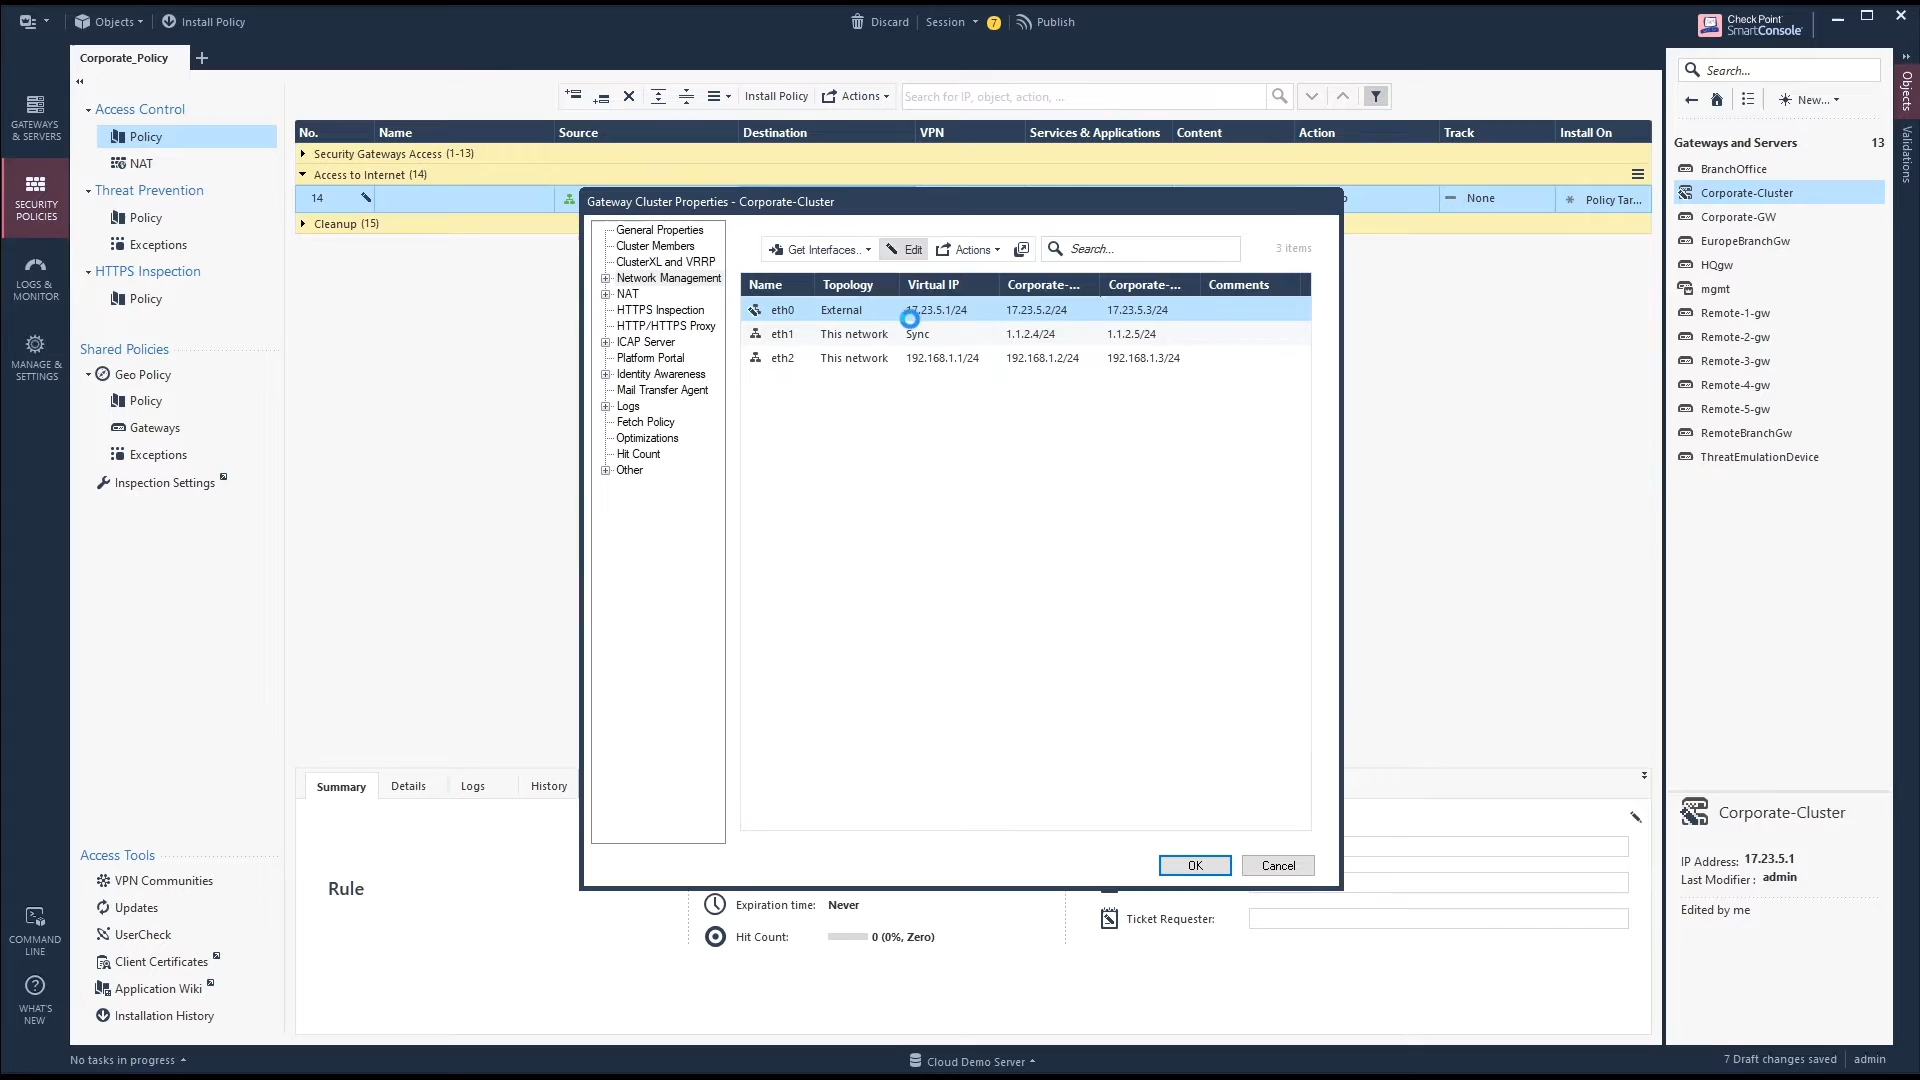 Objects
Install Policy
Discard
Session
7
Publish
Check Point
SmartConsole
Corporate_Policy
Search...
New...
Objects
Validations
GATEWAYS
& SERVERS
SECURITY
POLICIES
LOGS &
MONITOR
MANAGE &
SETTINGS
COMMAND
LINE
WHAT'S
NEW
Access Control
Policy
NAT
Threat Prevention
Policy
Exceptions
HTTPS Inspection
Policy
Shared Policies
Geo Policy
Policy
Gateways
Exceptions
Inspection Settings
Access Tools
VPN Communities
Updates
UserCheck
Client Certificates
Application Wiki
Installation History
Install Policy
Actions
Search for IP, object, action, ...
No. Name Source Destination VPN Services & Applications Content Action Track Install On
Security Gateways Access (1-13)
Access to Internet (14)
14 None Policy Tar...
Cleanup (15)
Gateway Cluster Properties - Corporate-Cluster
General Properties
Cluster Members
ClusterXL and VRRP
Network Management
NAT
HTTPS Inspection
HTTP/HTTPS Proxy
ICAP Server
Platform Portal
Identity Awareness
Mail Transfer Agent
Logs
Fetch Policy
Optimizations
Hit Count
Other
Get Interfaces..
Edit
Actions
Search...
3 items
Name Topology Virtual IP Corporate-... Corporate-... Comments
eth0 External 17.23.5.1/24 17.23.5.2/24 17.23.5.3/24
eth1 This network Sync 1.1.2.4/24 1.1.2.5/24
eth2 This network 192.168.1.1/24 192.168.1.2/24 192.168.1.3/24
OK
Cancel
Summary
Details
Logs
History
Rule
Expiration time: Never
Hit Count: 0 (0%, Zero)
Ticket Requester:
Gateways and Servers 13
BranchOffice
Corporate-Cluster
Corporate-GW
EuropeBranchGw
HQgw
mgmt
Remote-1-gw
Remote-2-gw
Remote-3-gw
Remote-4-gw
Remote-5-gw
RemoteBranchGw
ThreatEmulationDevice
Corporate-Cluster
IP Address: 17.23.5.1
Last Modifier : admin
Edited by me
No tasks in progress
Cloud Demo Server
7 Draft changes saved
admin